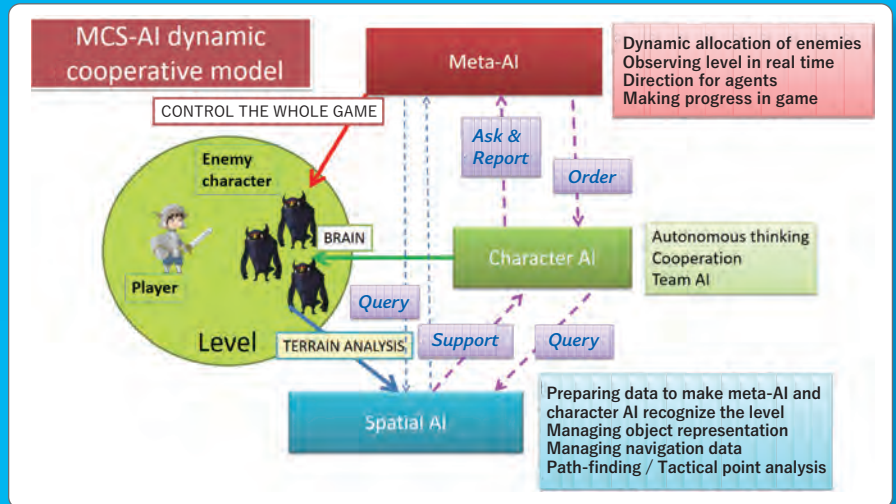 MCS-AI dynamic
cooperative model
Meta-AI
Dynamic allocation of enemies
Observing level in real time
Direction for agents
Making progress in game
CONTROL THE WHOLE GAME
Ask &
Report
Order
Enemy
character
Player
BRAIN
Level
Character AI
Autonomous thinking
Cooperation
Team AI
Query
TERRAIN ANALYSIS
Support
Query
Spatial AI
Preparing data to make meta-AI and
character AI recognize the level
Managing object representation
Managing navigation data
Path-finding / Tactical point analysis